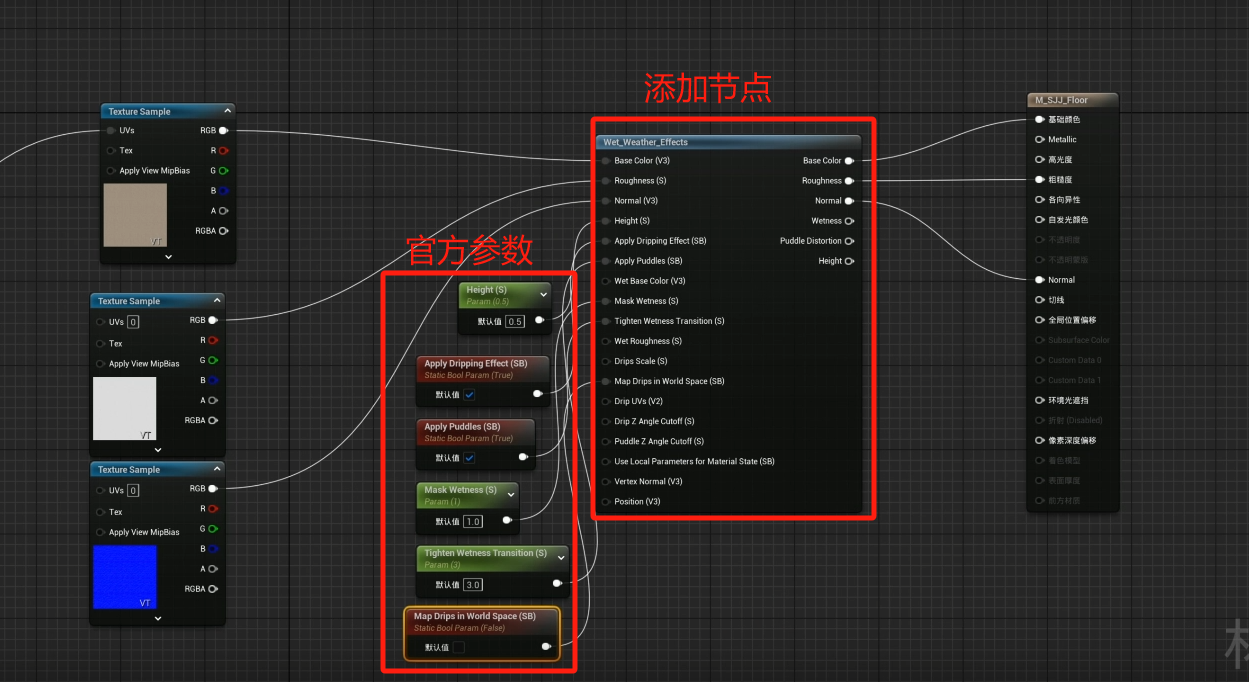 添加节点
官方参数
Texture Sample
UVs
RGB
Tex
R
Apply View MipBias
G
B
VT
A
RGBA
Texture Sample
UVs 0
RGB
Tex
R
Apply View MipBias
G
B
VT
A
RGBA
Texture Sample
UVs 0
RGB
Tex
R
Apply View MipBias
G
B
VT
A
RGBA
Height (S)
Param (0.5)
默认值 0.5
Apply Dripping Effect (SB)
Static Bool Param (True)
默认值
Apply Puddles (SB)
Static Bool Param (True)
默认值
Mask Wetness (S)
Param (1)
默认值 1.0
Tighten Wetness Transition (S)
Param (3)
默认值 3.0
Map Drips in World Space (SB)
Static Bool Param (False)
默认值
Wet_Weather_Effects
Base Color (V3)
Base Color
Roughness (S)
Roughness
Normal (V3)
Normal
Height (S)
Wetness
Apply Dripping Effect (SB)
Puddle Distortion
Apply Puddles (SB)
Height
Wet Base Color (V3)
Mask Wetness (S)
Tighten Wetness Transition (S)
Wet Roughness (S)
Drips Scale (S)
Map Drips in World Space (SB)
Drip UVs (V2)
Drip Z Angle Cutoff (S)
Puddle Z Angle Cutoff (S)
Use Local Parameters for Material State (SB)
Vertex Normal (V3)
Position (V3)
M_SJJ_Floor
基础颜色
Metallic
高光度
粗糙度
各向异性
自发光颜色
不透明度
不透明蒙版
Normal
切线
全局位置偏移
Subsurface Color
Custom Data 0
Custom Data 1
环境光遮挡
折射 (Disabled)
像素深度偏移
着色模型
表面厚度
前方材质